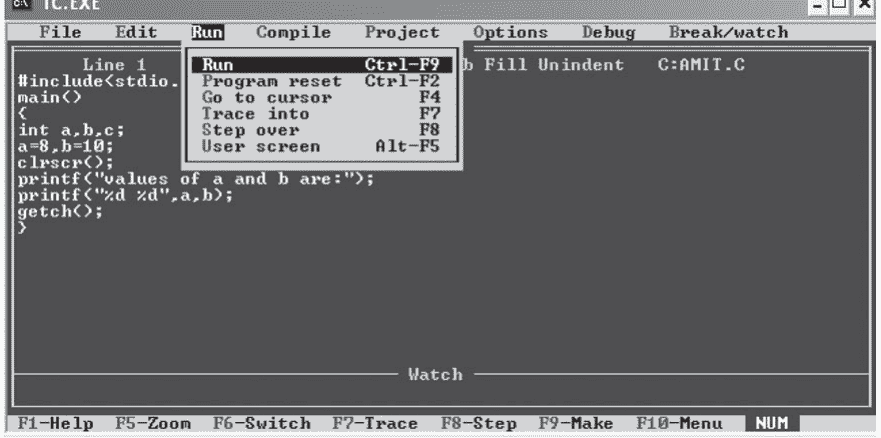 TC.EXE
File Edit Run Compile Project Options Debug Break/watch
Line 1 b Fill Unindent C:AMIT.C
Run Ctrl-F9
Program reset Ctrl-F2
Go to cursor F4
Trace into F7
Step over F8
User screen Alt-F5
#include<stdio.
main()
{
int a,b,c;
a=8,b=10;
clrscr();
printf("values of a and b are:");
printf("%d %d",a,b);
getch();
}
Watch
F1-Help F5-Zoom F6-Switch F7-Trace F8-Step F9-Make F10-Menu NUM